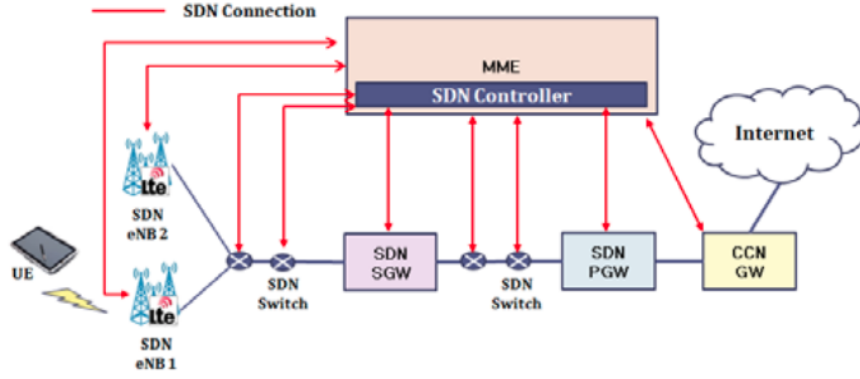 SDN Connection
MME
SDN Controller
Internet
Lte
SDN
eNB 2
UE
Lte
SDN
eNB 1
SDN
Switch
SDN
SGW
SDN
Switch
SDN
PGW
CCN
GW